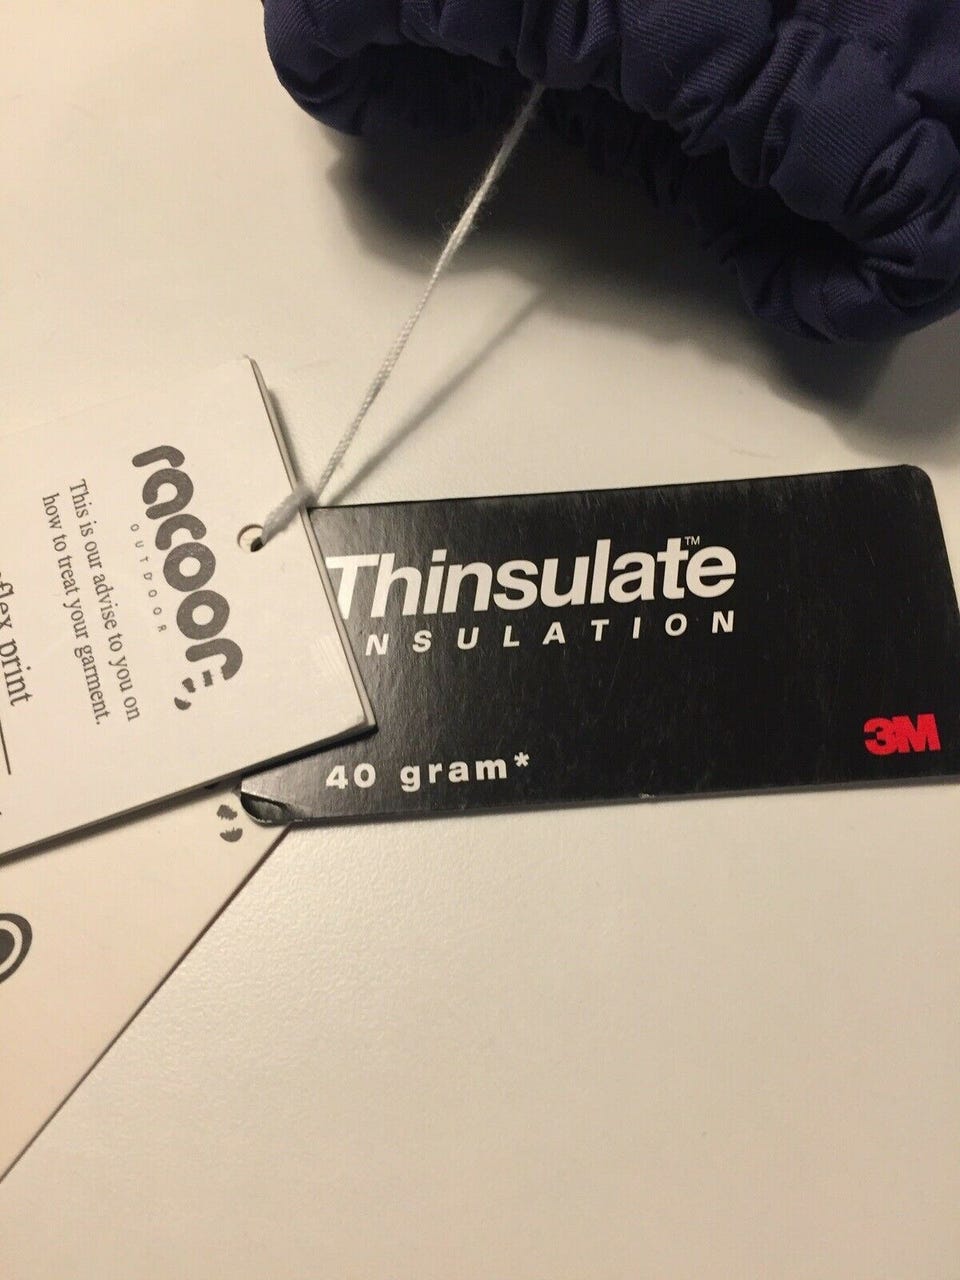 racoon
OUTDOOR
This is our advise to you on
how to treat your garment.
flex print
Thinsulate™
NSULATION
40 gram*
3M